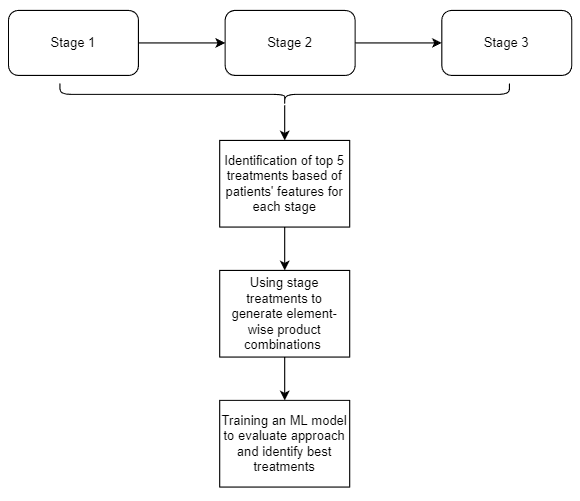 Stage 1
Stage 2
Stage 3
Identification of top 5
treatments based of
patients' features for
each stage
Using stage
treatments to
generate element-
wise product
combinations
Training an ML model
to evaluate approach
and identify best
treatments